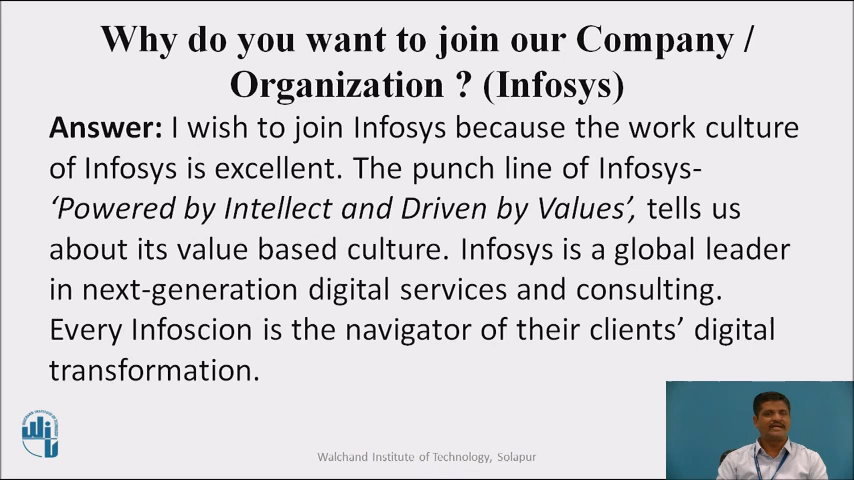 Why do you want to join our Company /
Organization ? (Infosys)
Answer: I wish to join Infosys because the work culture
of Infosys is excellent. The punch line of Infosys-
‘Powered by Intellect and Driven by Values’, tells us
about its value based culture. Infosys is a global leader
in next-generation digital services and consulting.
Every Infoscion is the navigator of their clients’ digital
transformation.
Walchand Institute of Technology, Solapur